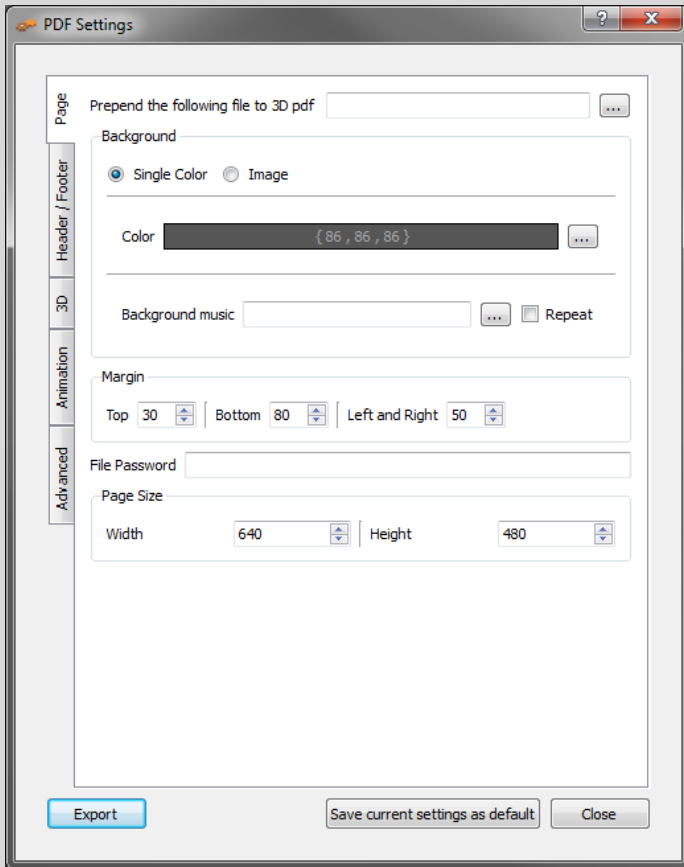 PDF Settings
?
Page
Header / Footer
3D
Animation
Advanced
Prepend the following file to 3D pdf ...
Background
Single Color Image
Color {86,86,86} ...
Background music ... Repeat
Margin
Top 30 Bottom 80 Left and Right 50
File Password
Page Size
Width 640 Height 480
Export Save current settings as default Close